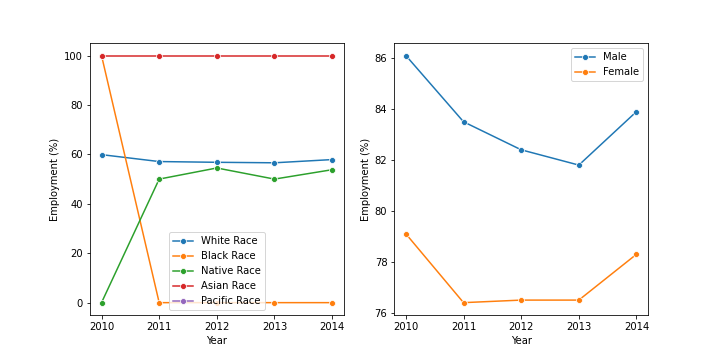 100
80
60
40
20
0
Employment (%)
White Race
Black Race
Native Race
Asian Race
Pacific Race
2010 2011 2012 2013 2014
Year
86
84
82
80
78
76
Employment (%)
Male
Female
2010 2011 2012 2013 2014
Year